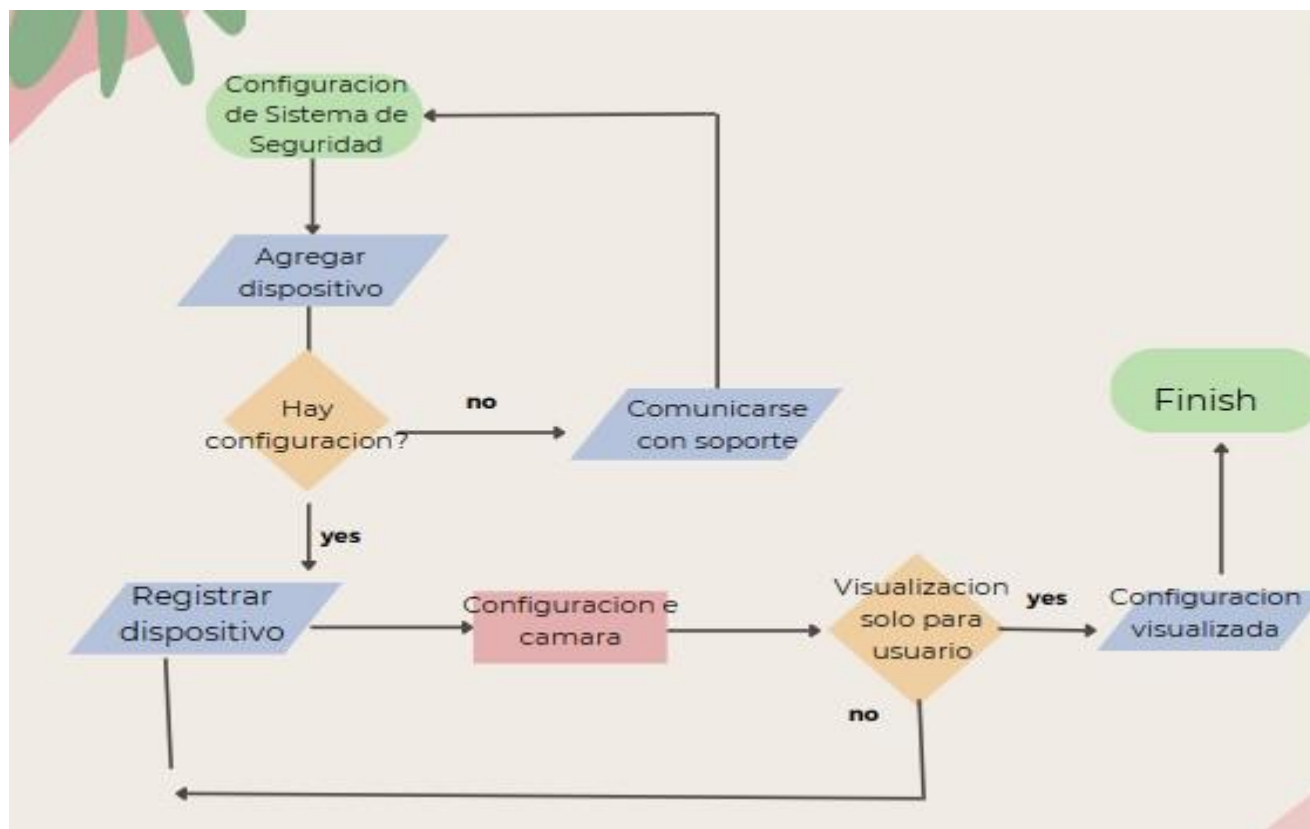 Configuracion
de Sistema de
Seguridad
Agregar
dispositivo
Hay
configuracion?
no
Comunicarse
con soporte
yes
Registrar
dispositivo
Configuracion e
camara
Visualizacion
solo para
usuario
no
yes
Configuracion
visualizada
Finish